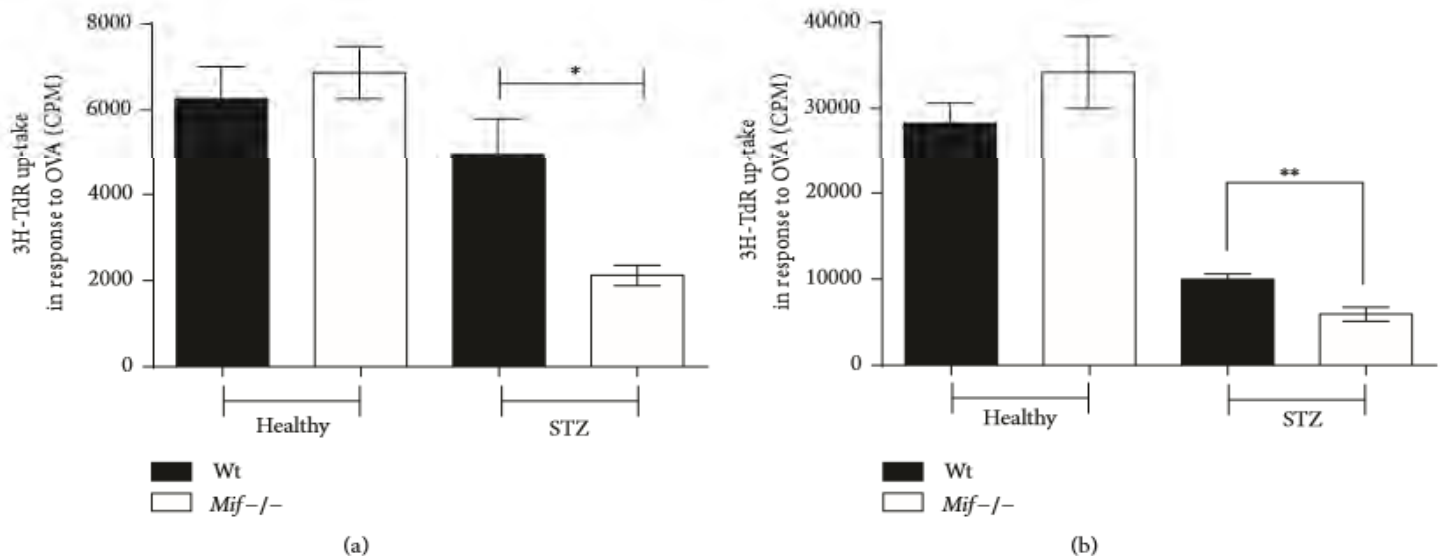 8000
6000
4000
2000
0
3H-TdR up-take
in response to OVA (CPM)
*
Healthy
STZ
Wt
Mif−/−
(a)
40000
30000
20000
10000
0
3H-TdR up-take
in response to OVA (CPM)
**
Healthy
STZ
Wt
Mif−/−
(b)